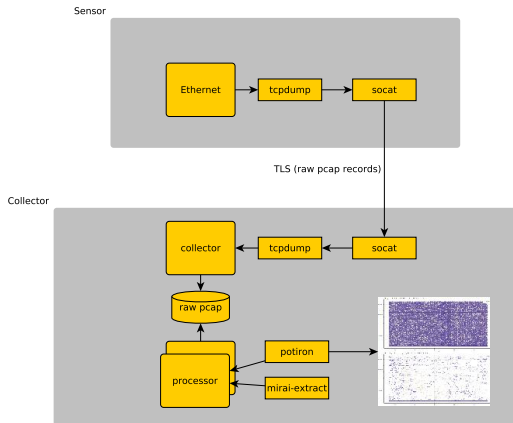 Sensor
Ethernet
tcpdump
socat
TLS (raw pcap records)
Collector
collector
tcpdump
socat
raw pcap
potiron
processor
mirai-extract